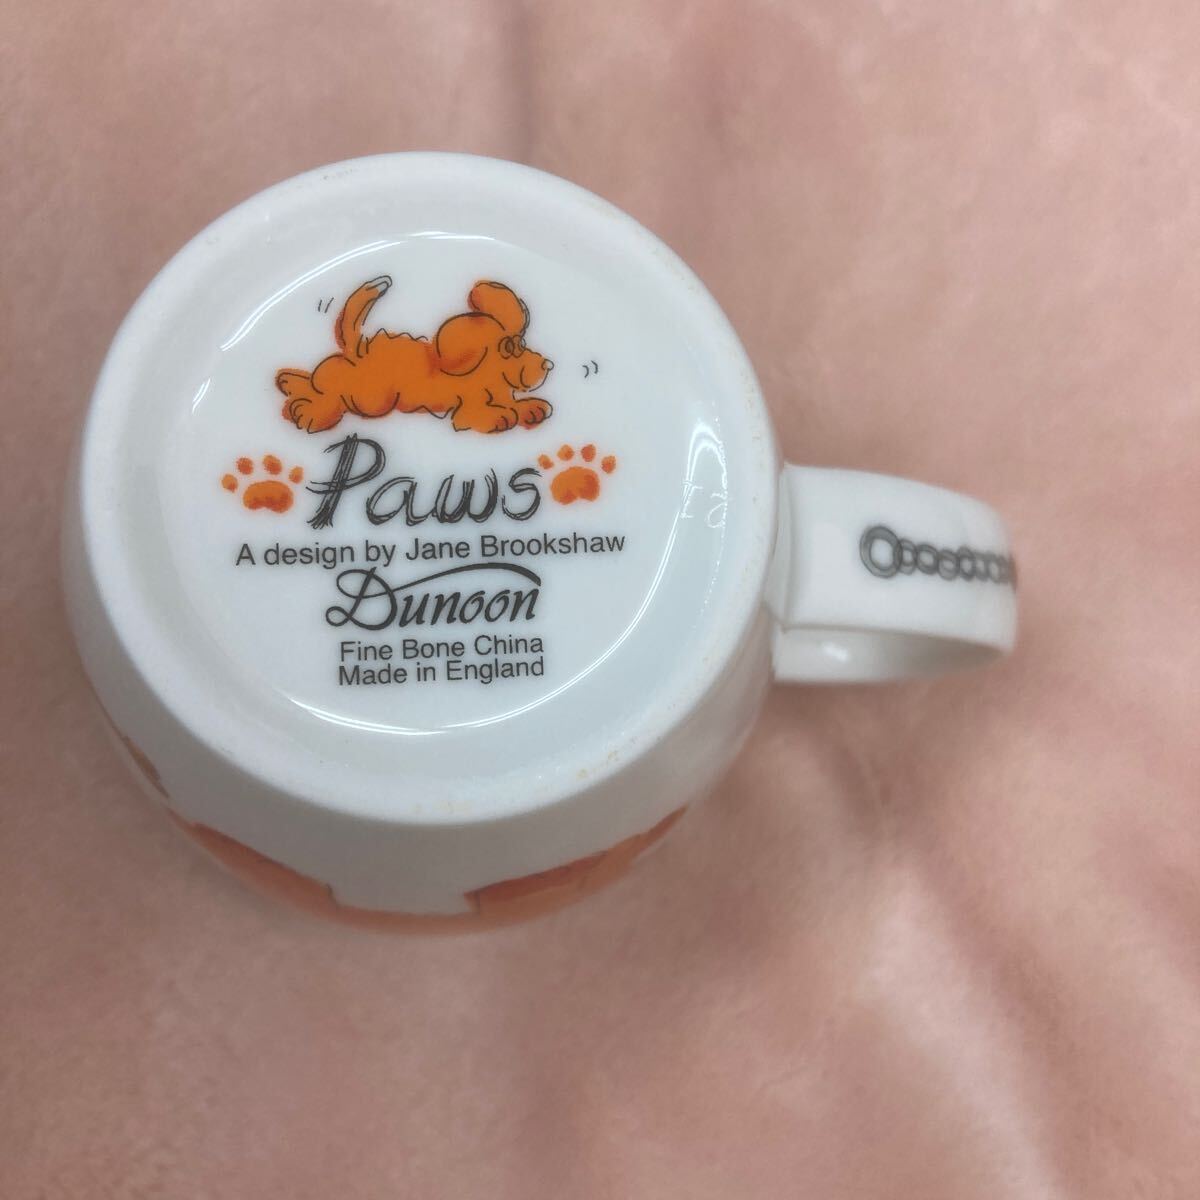 Paws
A design by Jane Brookshaw
Dunoon
Fine Bone China
Made in England